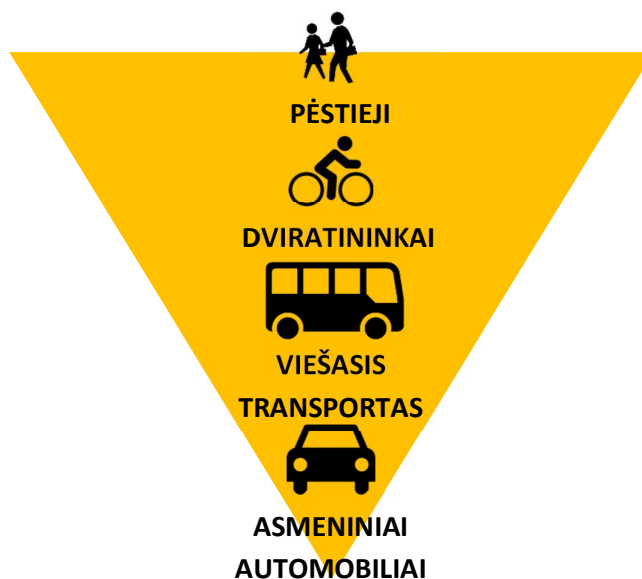 PĖSTIEJI
DVIRATININKAI
VIEŠASIS
TRANSPORTAS
ASMENINIAI
AUTOMOBILIAI